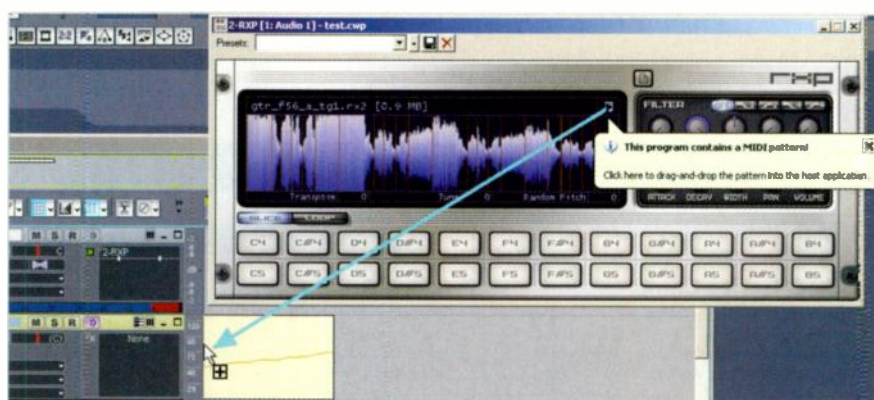 2-RXP [1: Audio 1] - test.cwp
Presets:
rxp
gtr_f56_a_tg1.rx2 [0.9 MB]
FILTER
This program contains a MIDI pattern!
Click here to drag-and-drop the pattern into the host application.
Transpose 0 Tune 0 Random Pitch 0
ATTACK DECAY WIDTH PAN VOLUME
SLICE LOOP
C4 C#4 D4 D#4 E4 F4 F#4 G4 G#4 A4 A#4 B4
C5 C#5 D5 D#5 E5 F5 F#5 G5 G#5 A5 A#5 B5
M S R
C 2-RXP
M S R
None